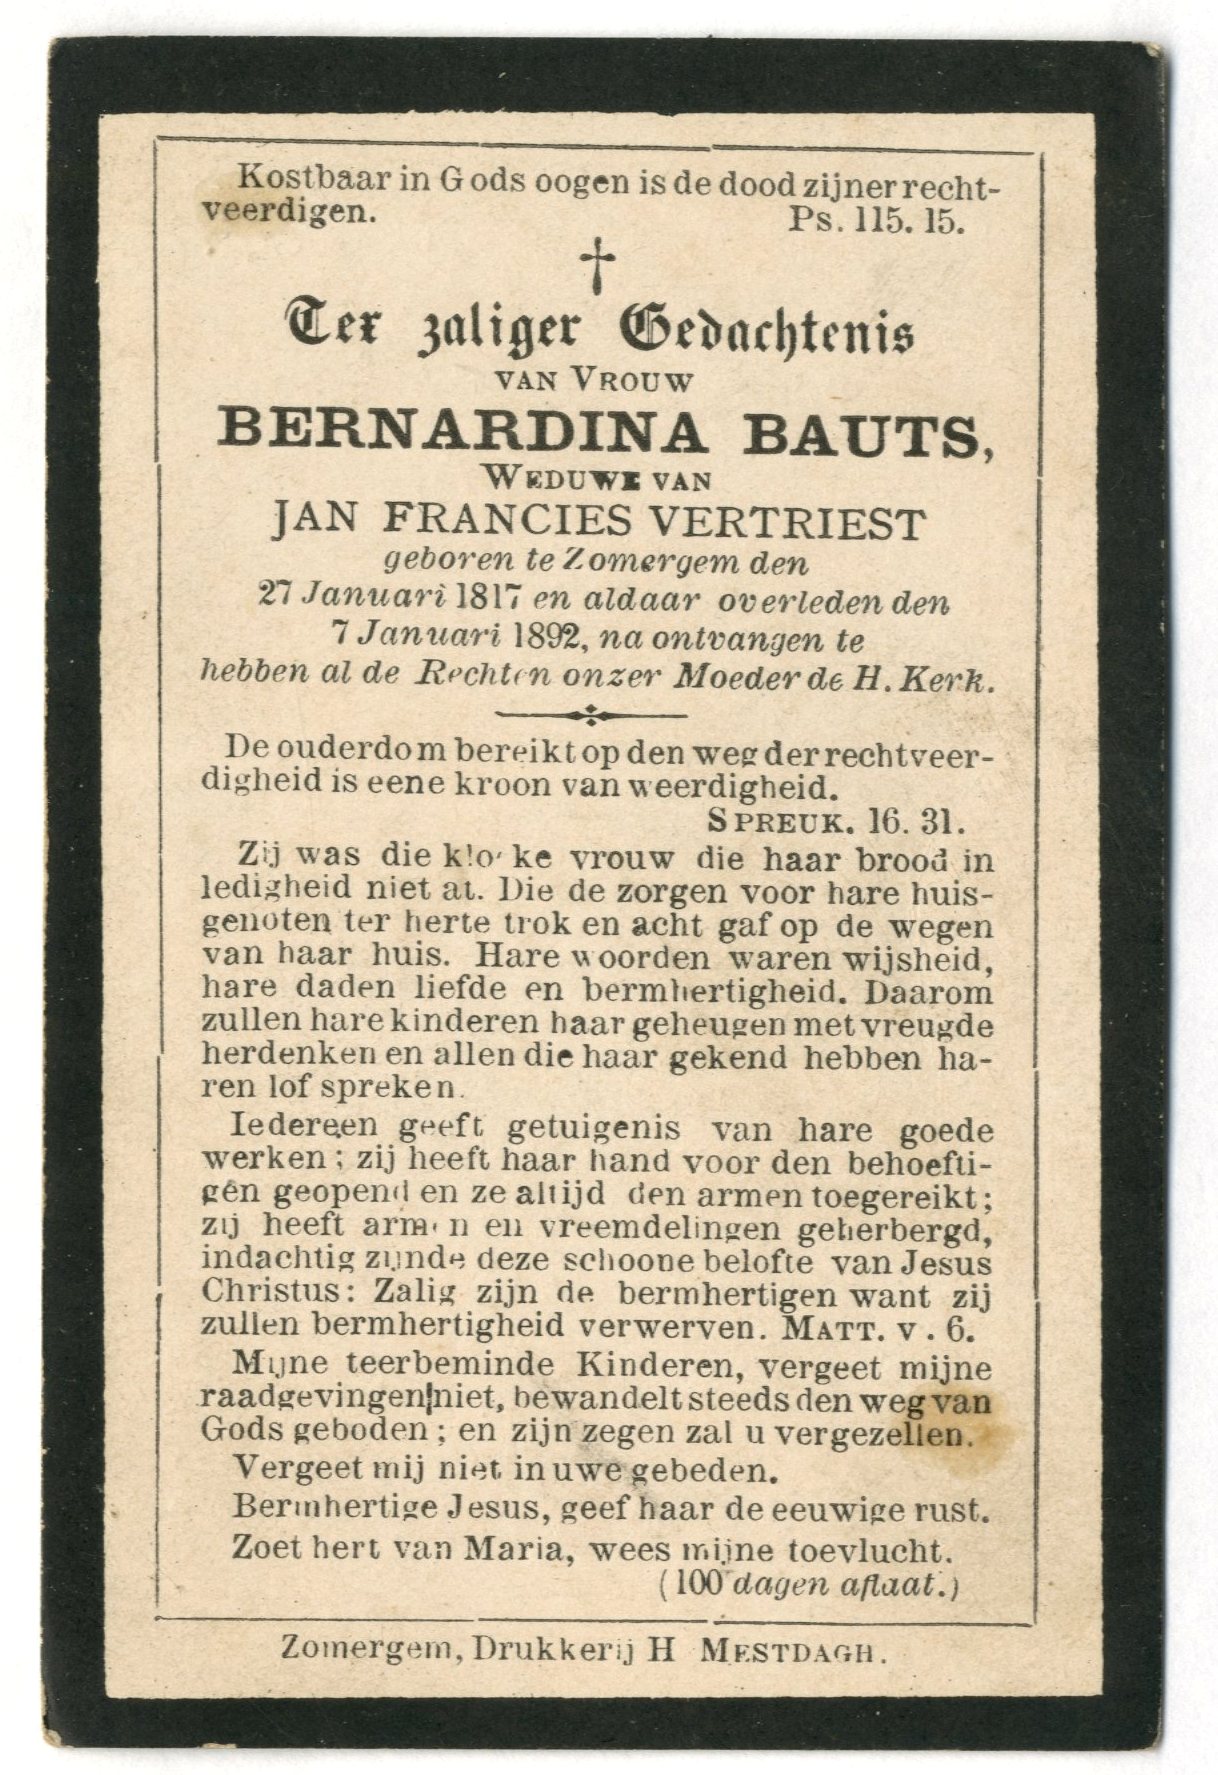 Kostbaar in Gods oogen is de dood zijner recht-
veerdigen. Ps. 115. 15.
Ter zaliger Gedachtenis
VAN VROUW
BERNARDINA BAUTS,
WEDUWE VAN
JAN FRANCIES VERTRIEST
geboren te Zomergem den
27 Januari 1817 en aldaar overleden den
7 Januari 1892, na ontvangen te
hebben al de Rechten onzer Moeder de H. Kerk.
De ouderdom bereikt op den weg der rechtveer-
digheid is eene kroon van weerdigheid.
SPREUK. 16. 31.
Zij was die kloeke vrouw die haar brood in
ledigheid niet at. Die de zorgen voor hare huis-
genoten ter herte trok en acht gaf op de wegen
van haar huis. Hare woorden waren wijsheid,
hare daden liefde en bermhertigheid. Daarom
zullen hare kinderen haar geheugen met vreugde
herdenken en allen die haar gekend hebben ha-
ren lof spreken.
Iedereen geeft getuigenis van hare goede
werken; zij heeft haar hand voor den behoefti-
gen geopend en ze altijd den armen toegereikt;
zij heeft armen en vreemdelingen geherbergd,
indachtig zijnde deze schoone belofte van Jesus
Christus: Zalig zijn de bermhertigen want zij
zullen bermhertigheid verwerven. MATT. v. 6.
Mijne teerbeminde Kinderen, vergeet mijne
raadgevingen niet, bewandelt steeds den weg van
Gods geboden; en zijn zegen zal u vergezellen.
Vergeet mij niet in uwe gebeden.
Bermhertige Jesus, geef haar de eeuwige rust.
Zoet hert van Maria, wees mijne toevlucht.
(100 dagen aflaat.)
Zomergem, Drukkerij H MESTDAGH.